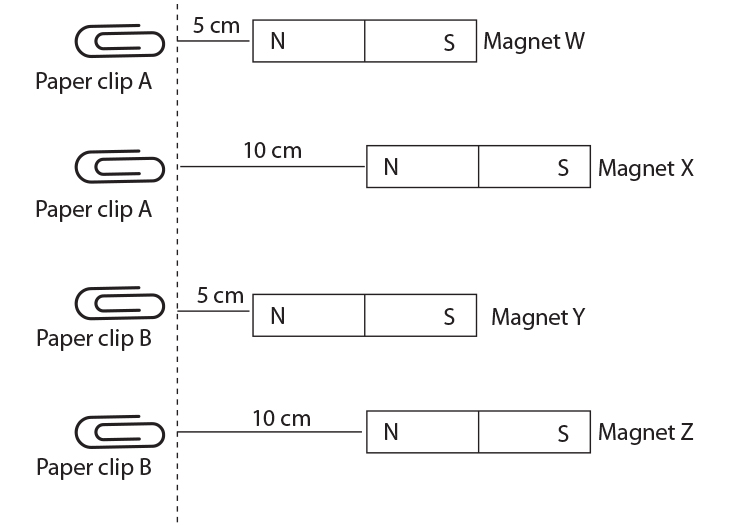 5 cm
N S Magnet W
Paper clip A
10 cm
N S Magnet X
Paper clip A
5 cm
N S Magnet Y
Paper clip B
10 cm
N S Magnet Z
Paper clip B